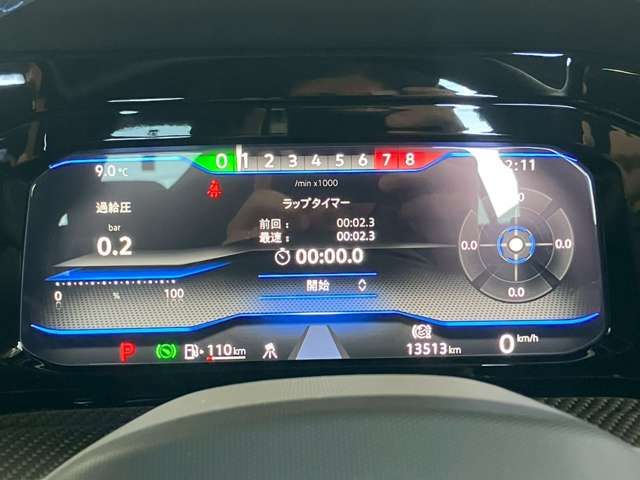 9.0 °C
0 1 2 3 4 5 6 7 8
/min x1000
2:11
過給圧
bar
0.2
0 % 100
ラップタイマー
前回 : 00:02.3
最速 : 00:02.3
00:00.0
開始
0.0
0.0 0.0
0.0
P
110 km
13513 km
0 km/h